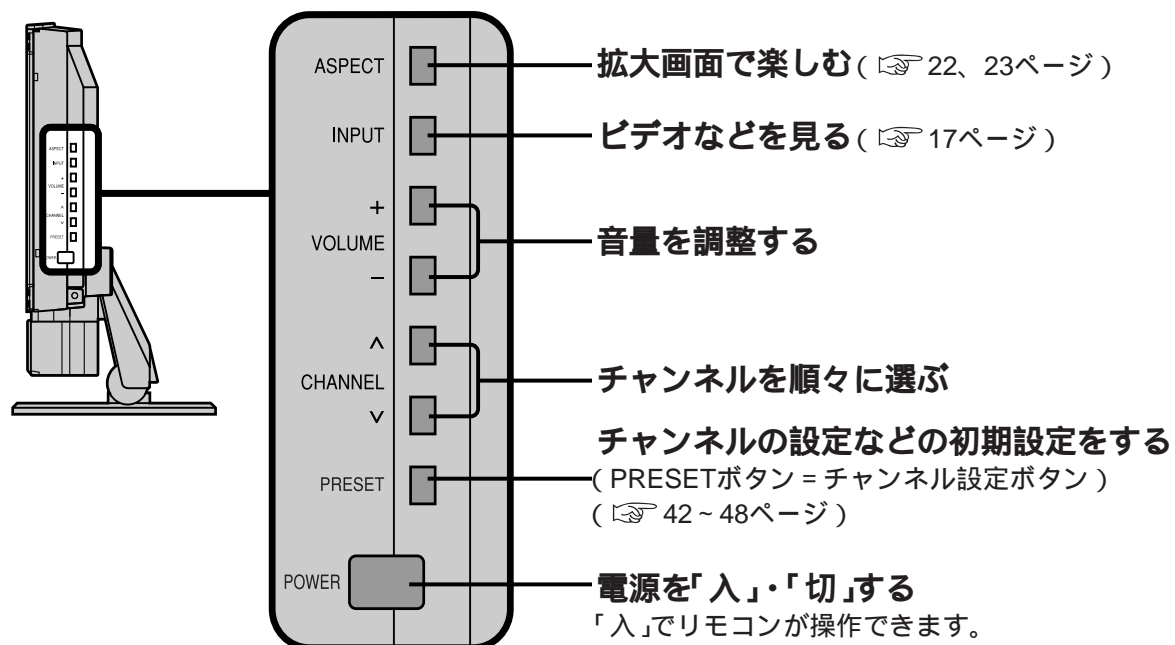 ASPECT
拡大画面で楽しむ(☞22、23ページ)
INPUT
ビデオなどを見る(☞17ページ)
+
VOLUME
−
音量を調整する
∧
CHANNEL
∨
チャンネルを順々に選ぶ
PRESET
チャンネルの設定などの初期設定をする
(PRESETボタン=チャンネル設定ボタン)
(☞42~48ページ)
POWER
電源を「入」・「切」する
「入」でリモコンが操作できます。
ASPECT
INPUT
+
VOLUME
−
∧
CHANNEL
∨
PRESET
POWER